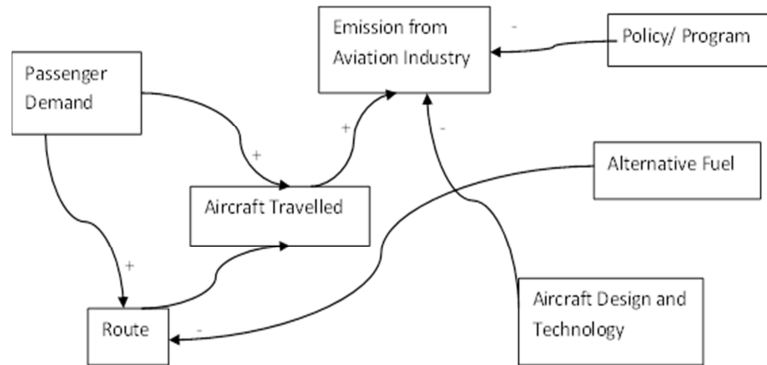 Emission from
Aviation Industry
-
Policy/ Program
Passenger
Demand
+
+
-
Alternative Fuel
Aircraft Travelled
+
Aircraft Design and
Technology
Route
-